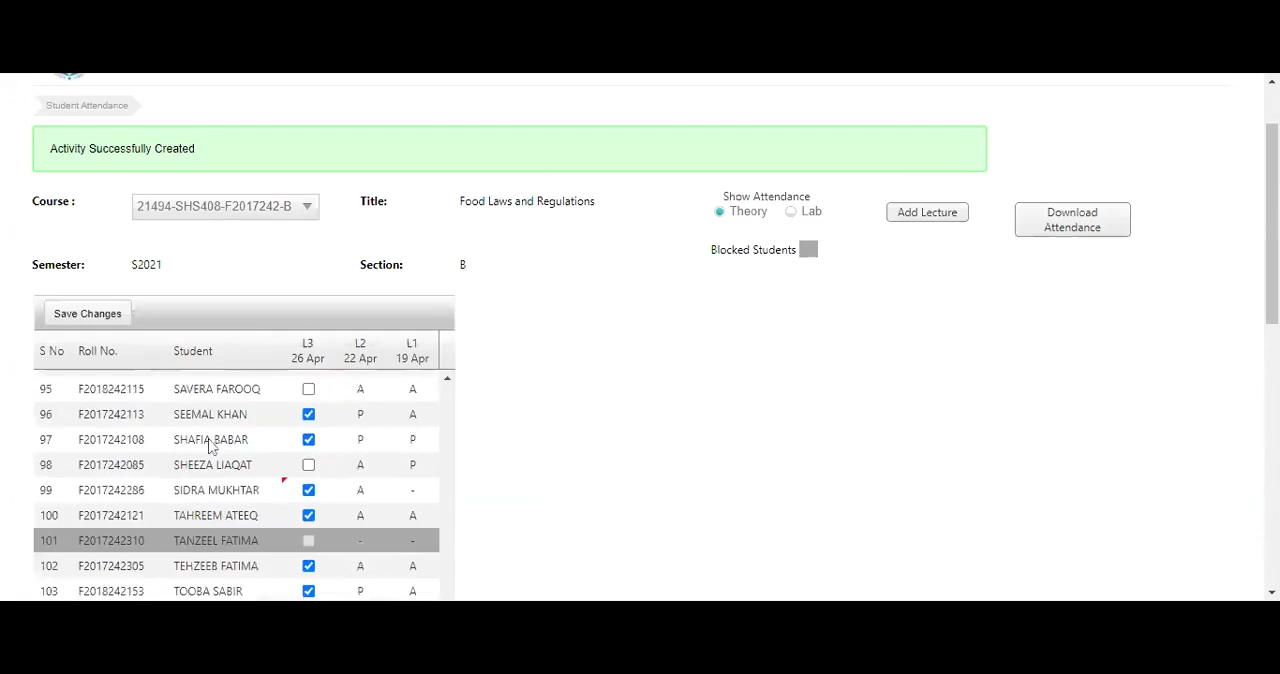 Student Attendance
Activity Successfully Created
Course : 21494-SHS408-F2017242-B Title: Food Laws and Regulations Show Attendance
Theory Lab Add Lecture Download Attendance
Blocked Students
Semester: S2021 Section: B
Save Changes
S No Roll No. Student L3 26 Apr L2 22 Apr L1 19 Apr
95 F2018242115 SAVERA FAROOQ A A
96 F2017242113 SEEMAL KHAN P A
97 F2017242108 SHAFIA BABAR P P
98 F2017242085 SHEEZA LIAQAT A P
99 F2017242286 SIDRA MUKHTAR A -
100 F2017242121 TAHREEM ATEEQ A A
101 F2017242310 TANZEEL FATIMA - -
102 F2017242305 TEHZEEB FATIMA A A
103 F2018242153 TOOBA SABIR P A